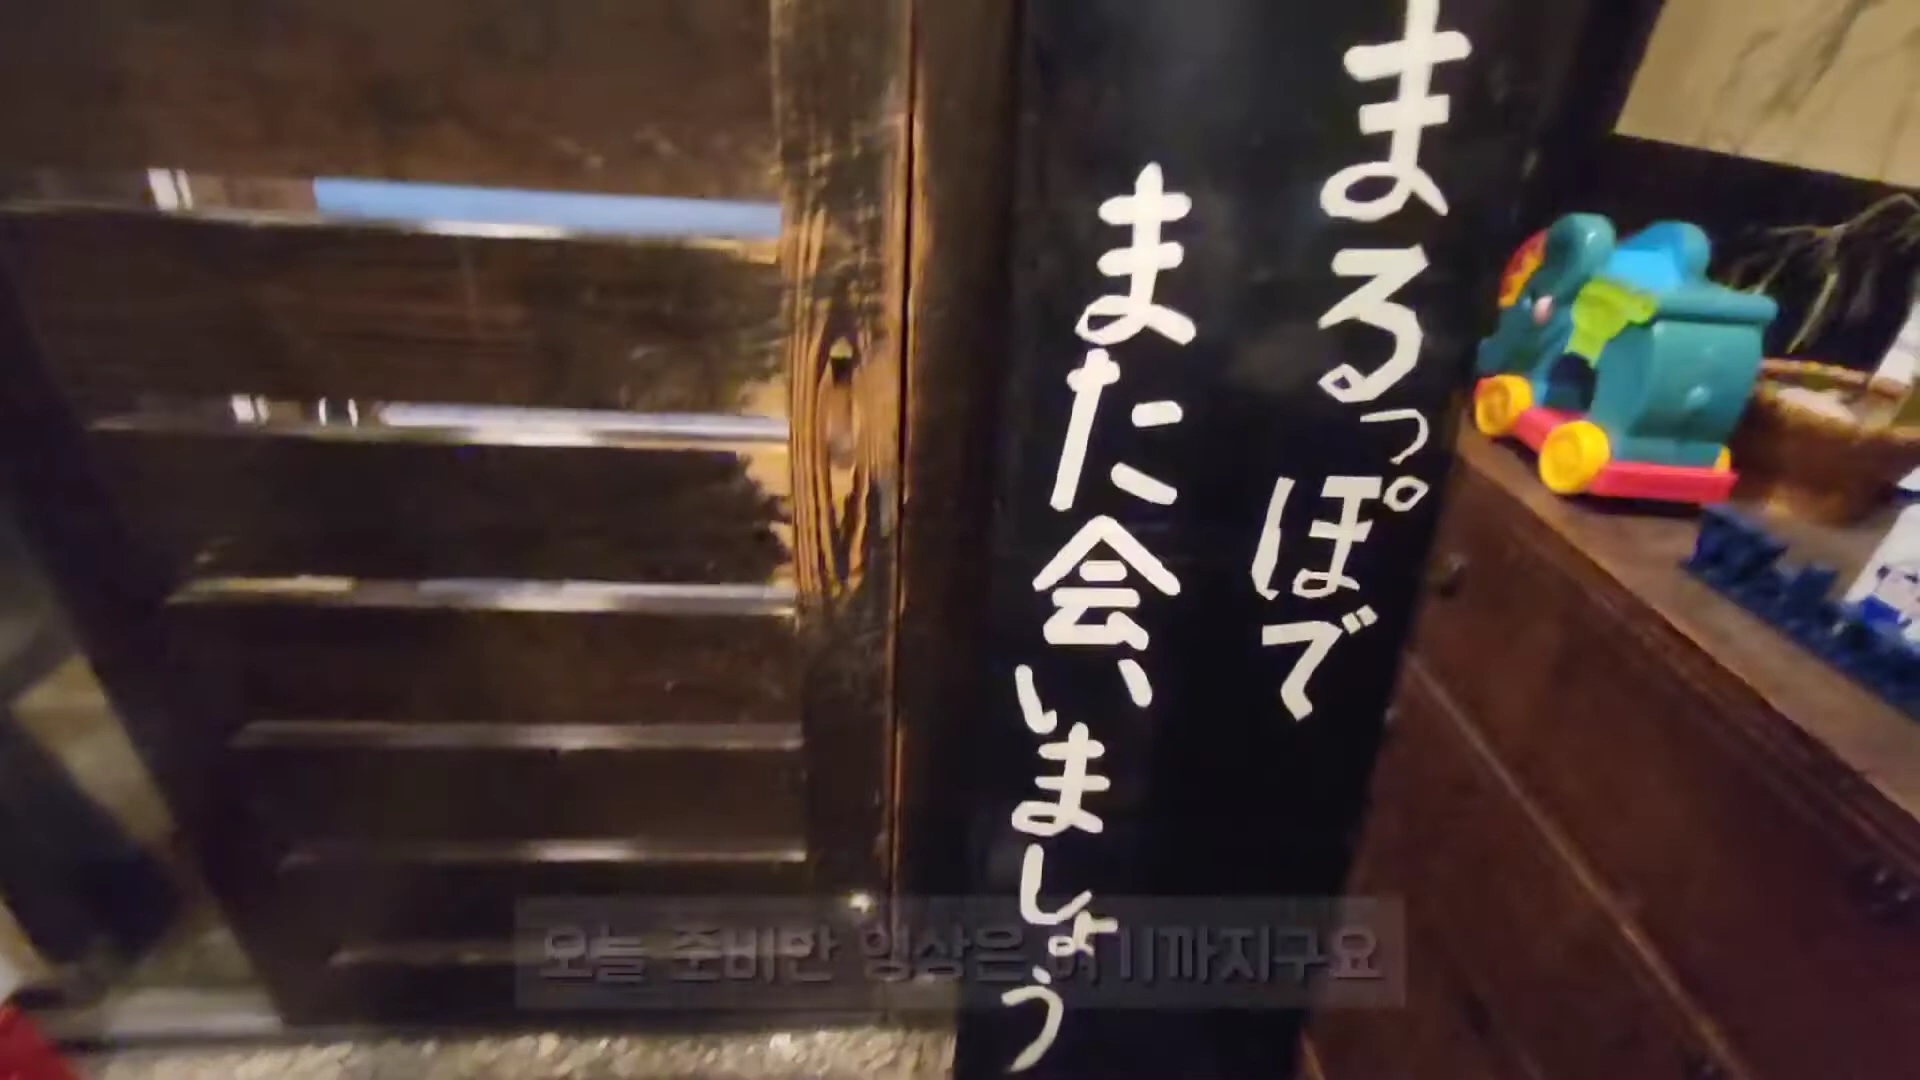 まろっぽで
また会いましょう
오늘 준비한 영상은 여기까지구요